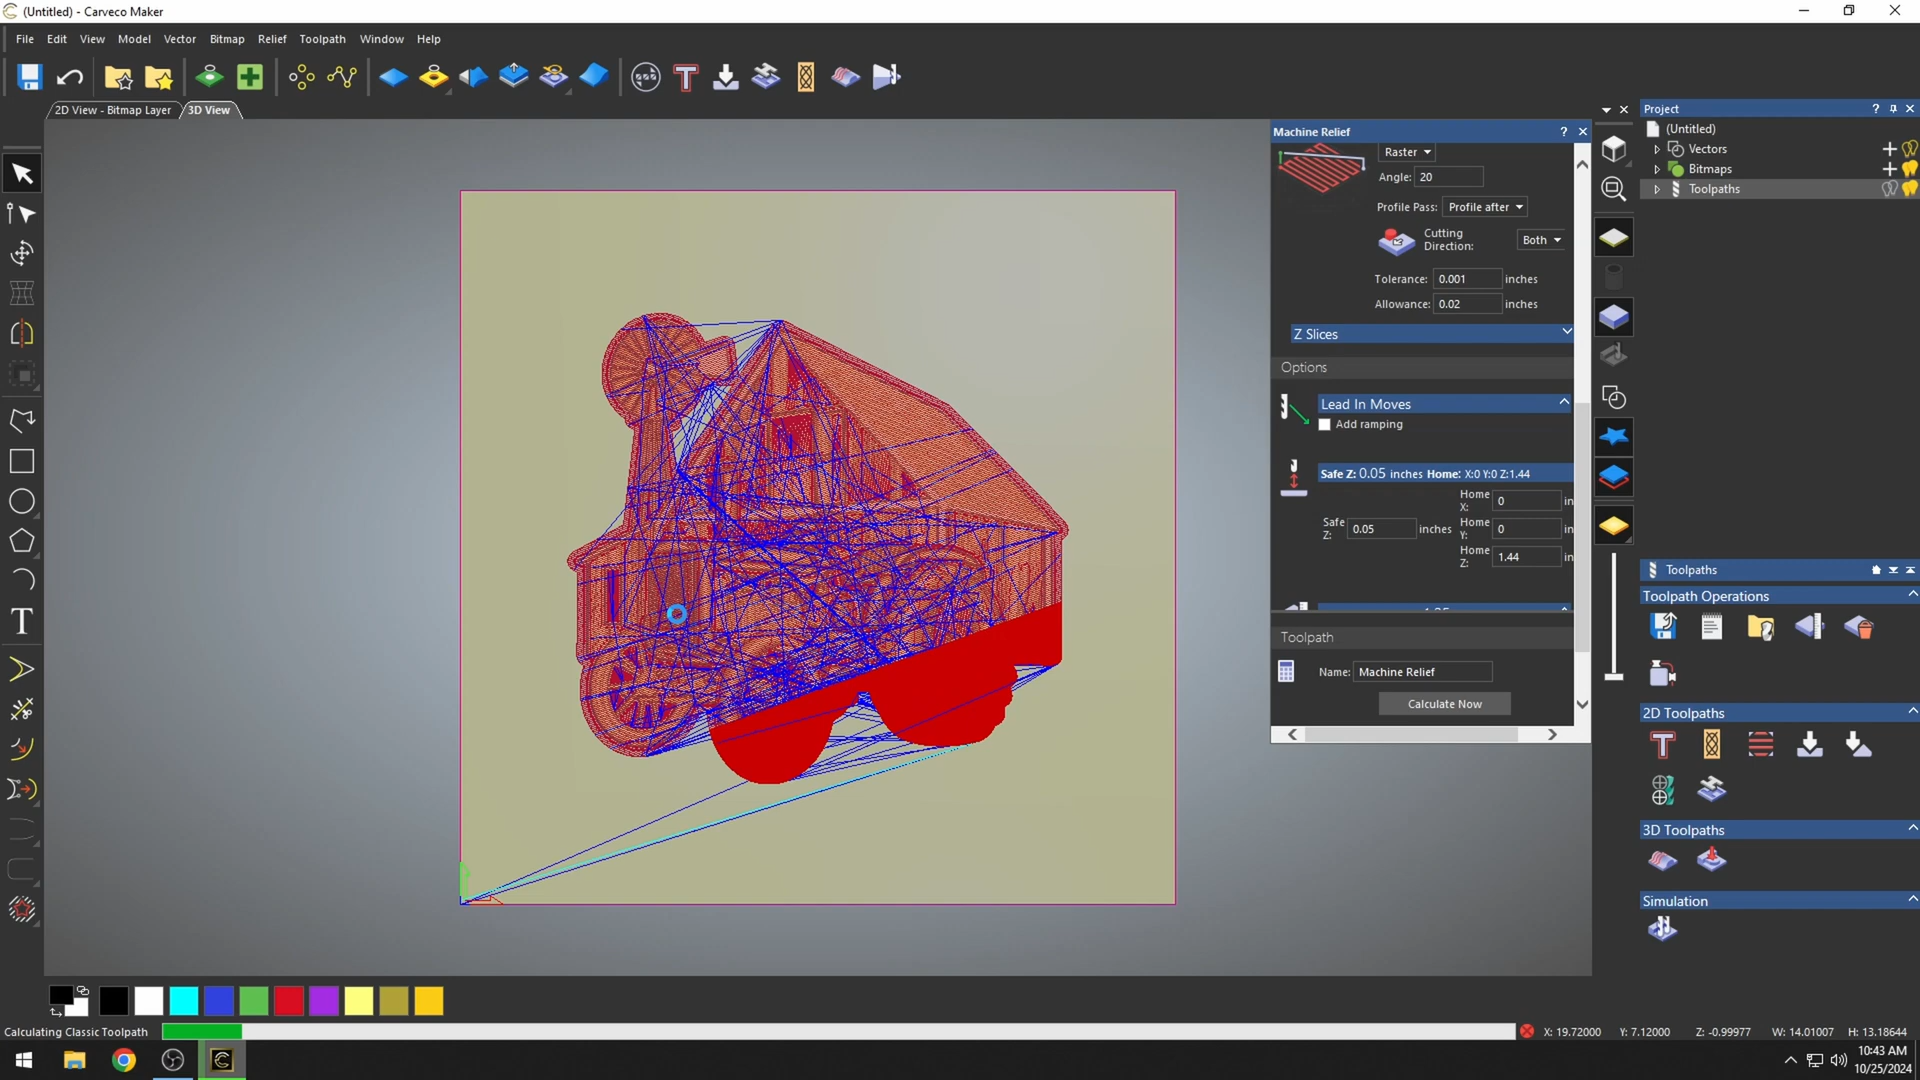 (Untitled) - Carveco Maker
File Edit View Model Vector Bitmap Relief Toolpath Window Help
2D View - Bitmap Layer 3D View
Machine Relief ?
Raster
Angle: 20
Profile Pass: Profile after
Cutting
Direction: Both
Tolerance: 0.001 inches
Allowance: 0.02 inches
Z Slices
Options
Lead In Moves
Add ramping
Safe Z: 0.05 inches Home: X:0 Y:0 Z:1.44
Home
X: 0 in
Safe
Z: 0.05 inches
Home
Y: 0 in
Home
Z: 1.44 in
Toolpath
Name: Machine Relief
Calculate Now
Project ?
(Untitled)
Vectors
Bitmaps
Toolpaths
Toolpaths
Toolpath Operations
2D Toolpaths
3D Toolpaths
Simulation
Calculating Classic Toolpath
X: 19.72000 Y: 7.12000 Z: -0.99977 W: 14.01007 H: 13.18644
10:43 AM
10/25/2024